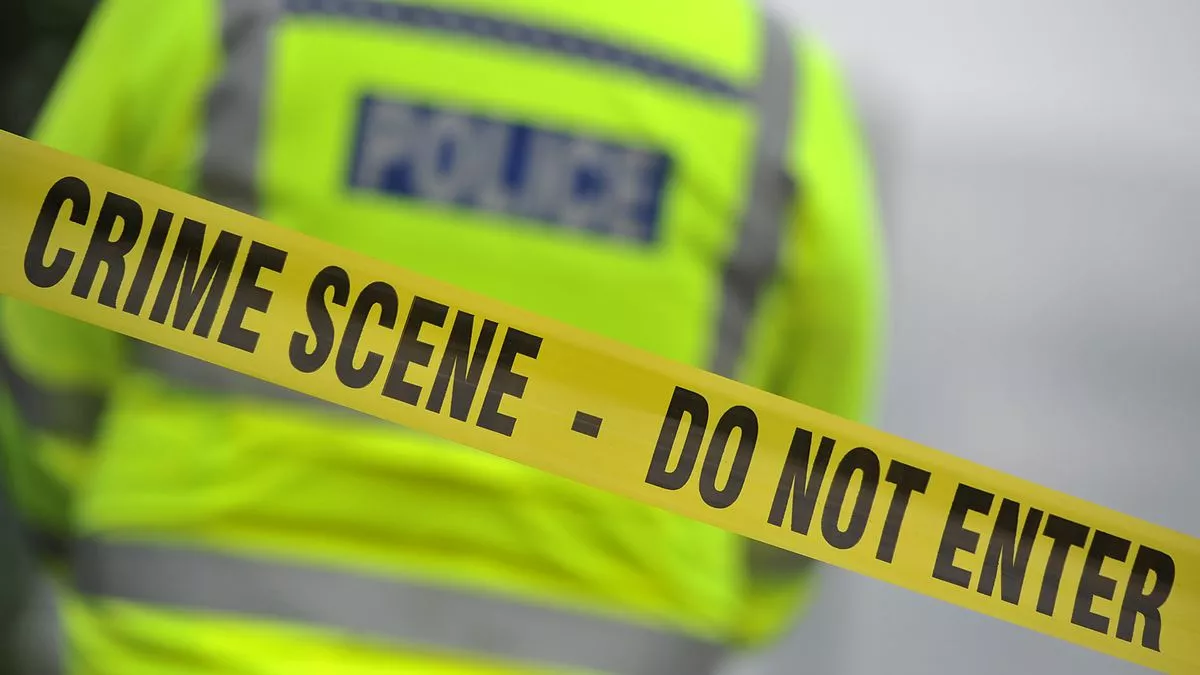 POLICE
CRIME SCENE - DO NOT ENTER